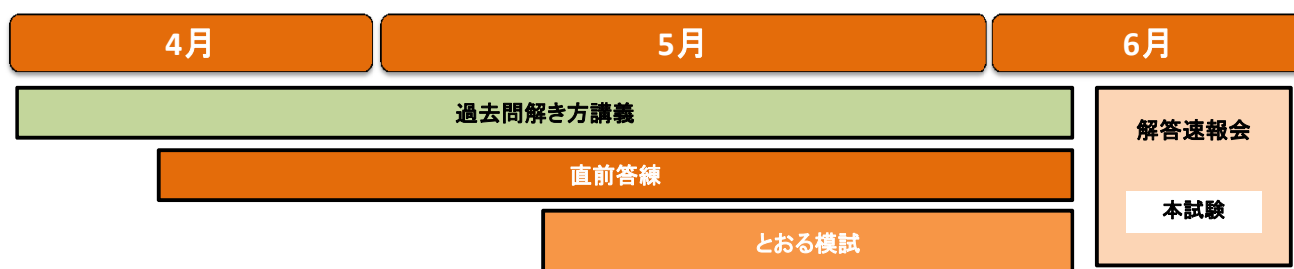 4月
5月
6月
過去問解き方講義
直前答練
とおる模試
解答速報会
本試験